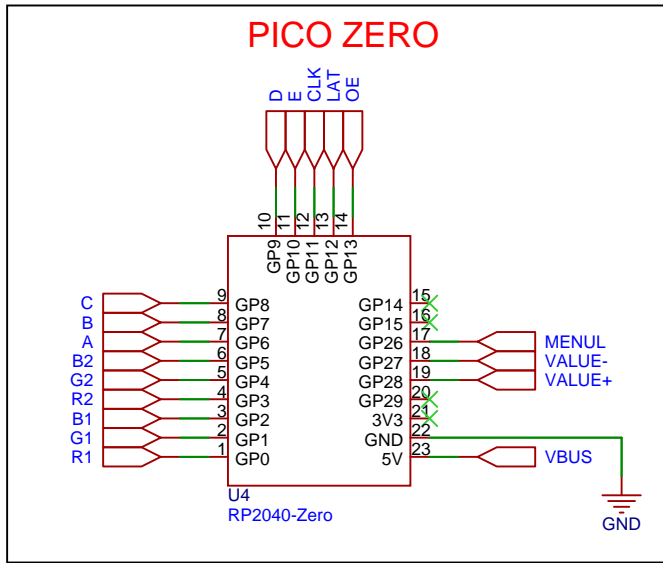 PICO ZERO
D
E
CLK
LAT
OE
10
11
12
13
14
GP9
GP10
GP11
GP12
GP13
C 9 GP8 GP14 15
B 8 GP7 GP15 16
A 7 GP6 GP26 17 MENUL
B2 6 GP5 GP27 18 VALUE-
G2 5 GP4 GP28 19 VALUE+
R2 4 GP3 GP29 20
B1 3 GP2 3V3 21
G1 2 GP1 GND 22
R1 1 GP0 5V 23 VBUS
U4
RP2040-Zero
GND